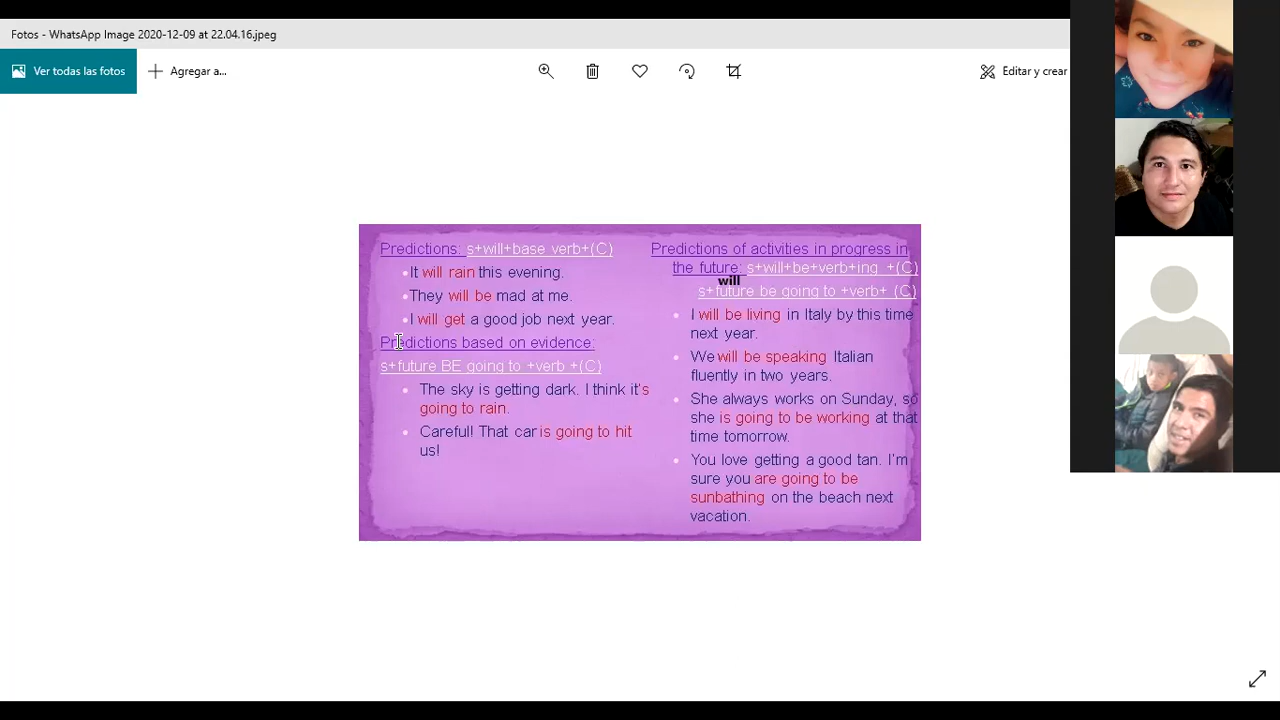 Fotos - WhatsApp Image 2020-12-09 at 22.04.16.jpeg
Ver todas las fotos
Agregar a...
Editar y crear
Predictions: s+will+base verb+(C)
•It will rain this evening.
•They will be mad at me.
•I will get a good job next year.
Predictions based on evidence:
s+future BE going to +verb +(C)
• The sky is getting dark. I think it's
going to rain.
• Careful! That car is going to hit
us!
Predictions of activities in progress in
the future: s+will+be+verb+ing +(C)
will
s+future be going to +verb+ (C)
• I will be living in Italy by this time
next year.
• We will be speaking Italian
fluently in two years.
• She always works on Sunday, so
she is going to be working at that
time tomorrow.
• You love getting a good tan. I'm
sure you are going to be
sunbathing on the beach next
vacation.